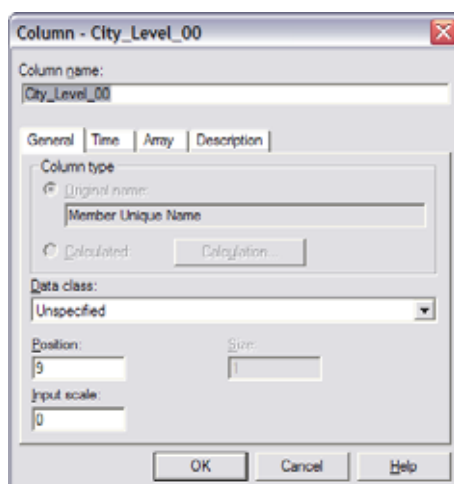 Column - City_Level_00
Column name:
City_Level_00
General Time Array Description
Column type
Original name:
Member Unique Name
Calculated: Calculation...
Data class:
Unspecified
Position: Size:
9 1
Input scale:
0
OK Cancel Help